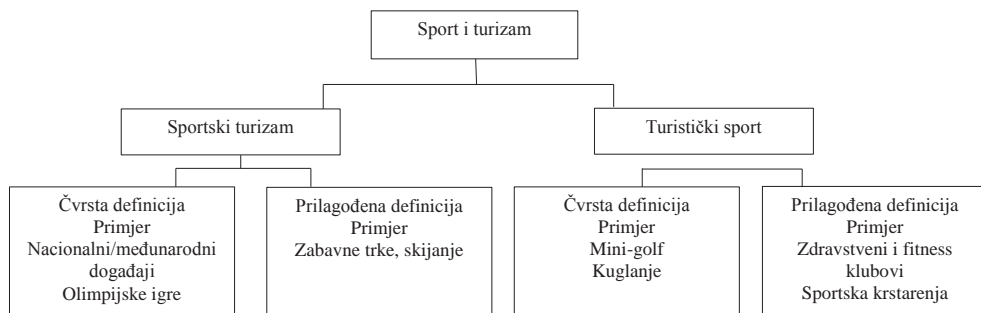 Sport i turizam
Sportski turizam
Turistički sport
Čvrsta definicija
Primjer
Nacionalni/međunarodni
događaji
Olimpijske igre
Prilagođena definicija
Primjer
Zabavne trke, skijanje
Čvrsta definicija
Primjer
Mini-golf
Kuglanje
Prilagođena definicija
Primjer
Zdravstveni i fitness
klubovi
Sportska krstarenja